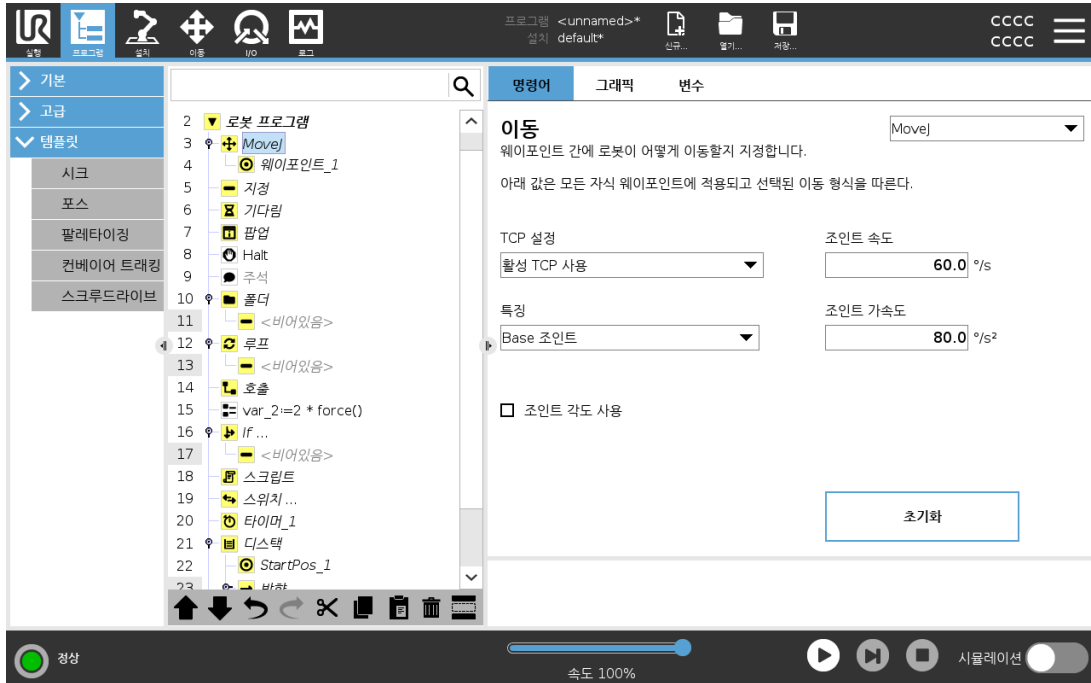 UR
프로그램 <unnamed>*
설치 default*
CCCC
CCCC
실행
프로그램
설치
이동
I/O
로그
신규...
열기...
저장...
기본
고급
템플릿
시크
포스
팔레타이징
컨베이어 트래킹
스크루드라이브
2 로봇 프로그램
3 MoveJ
4 웨이포인트_1
5 지정
6 기다림
7 팝업
8 Halt
9 주석
10 폴더
11 <비어있음>
12 루프
13 <비어있음>
14 호출
15 var_2:=2 * force()
16 If ...
17 <비어있음>
18 스크립트
19 스위치 ...
20 타이머_1
21 디스택
22 StartPos_1
23 방향
명령어 그래픽 변수
이동
MoveJ
웨이포인트 간에 로봇이 어떻게 이동할지 지정합니다.
아래 값은 모든 자식 웨이포인트에 적용되고 선택된 이동 형식을 따른다.
TCP 설정 조인트 속도
활성 TCP 사용 60.0 °/s
특징 조인트 가속도
Base 조인트 80.0 °/s²
조인트 각도 사용
초기화
정상
속도 100%
시뮬레이션